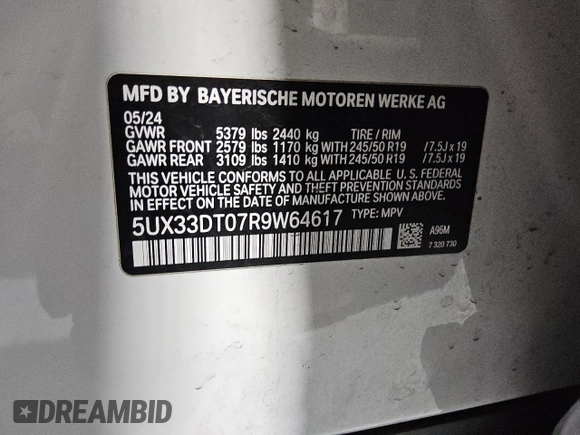 MFD BY BAYERISCHE MOTOREN WERKE AG
05/24
GVWR 5379 lbs 2440 kg TIRE / RIM
GAWR FRONT 2579 lbs 1170 kg WITH 245/50 R19 /7.5J x 19
GAWR REAR 3109 lbs 1410 kg WITH 245/50 R19 /7.5J x 19
THIS VEHICLE CONFORMS TO ALL APPLICABLE U. S. FEDERAL
MOTOR VEHICLE SAFETY AND THEFT PREVENTION STANDARDS
IN EFFECT ON THE DATE OF MANUFACTURE SHOWN ABOVE.
5UX33DT07R9W64617 TYPE: MPV
A96M
7 320 730
DREAMBID